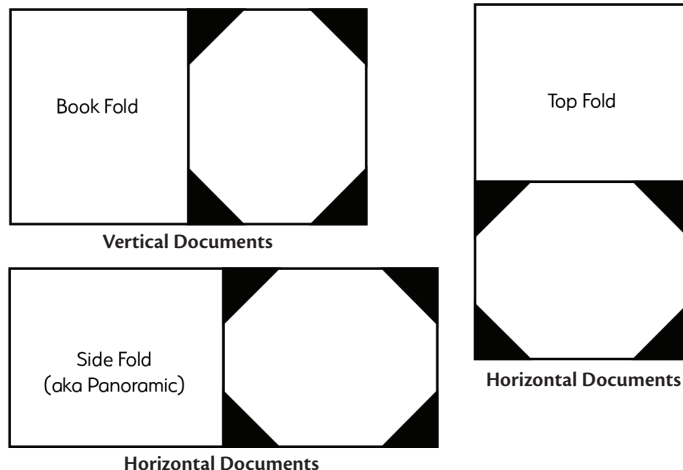 Book Fold
Vertical Documents
Top Fold
Horizontal Documents
Side Fold
(aka Panoramic)
Horizontal Documents